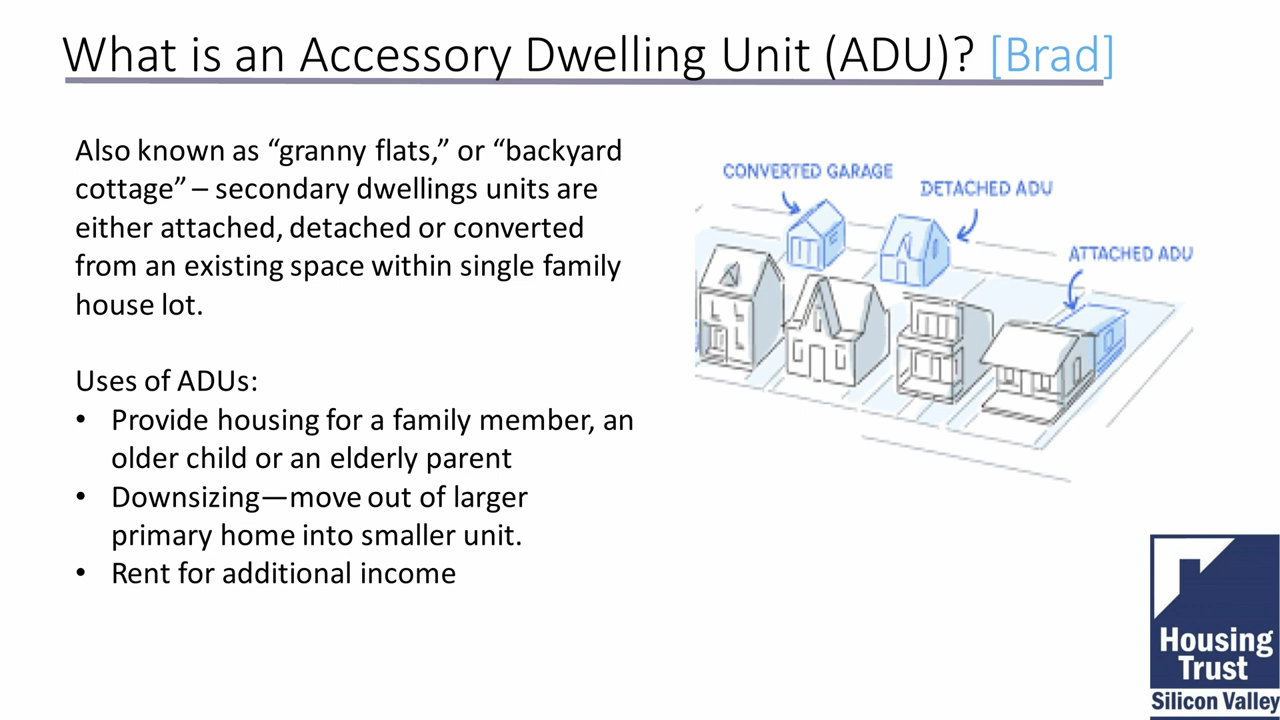 What is an Accessory Dwelling Unit (ADU)? [Brad]
Also known as “granny flats,” or “backyard
cottage” – secondary dwellings units are
either attached, detached or converted
from an existing space within single family
house lot.
Uses of ADUs:
• Provide housing for a family member, an
older child or an elderly parent
• Downsizing—move out of larger
primary home into smaller unit.
• Rent for additional income
CONVERTED GARAGE
DETACHED ADU
ATTACHED ADU
Housing
Trust
Silicon Valley